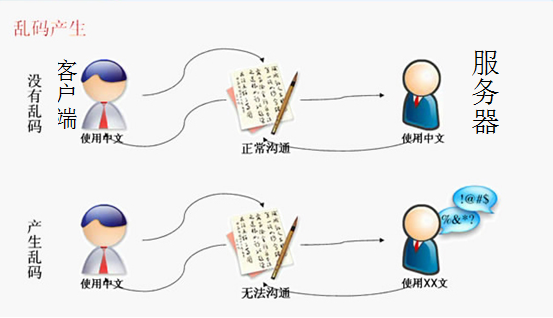 乱码产生
没有乱码
客户端
服务器
使用中文
正常沟通
使用中文
产生乱码
!@#$
%&*?
使用中文
无法沟通
使用XX文